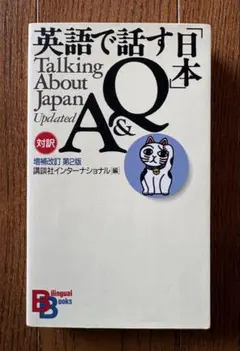 英語で話す「日本」
Talking
About
Japan
Updated
Q
&
A
対訳
増補改訂 第2版
講談社インターナショナル[編]
Bilingual
Books